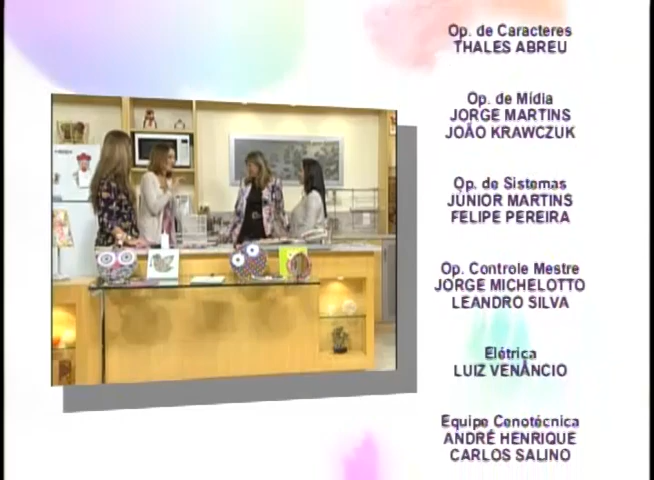 Op. de Caracteres
THALES ABREU
Op. de Mídia
JORGE MARTINS
JOÃO KRAWCZUK
Op. de Sistemas
JÚNIOR MARTINS
FELIPE PEREIRA
Op. Controle Mestre
JORGE MICHELOTTO
LEANDRO SILVA
Elétrica
LUIZ VENÂNCIO
Equipe Cenotécnica
ANDRÉ HENRIQUE
CARLOS SALINO